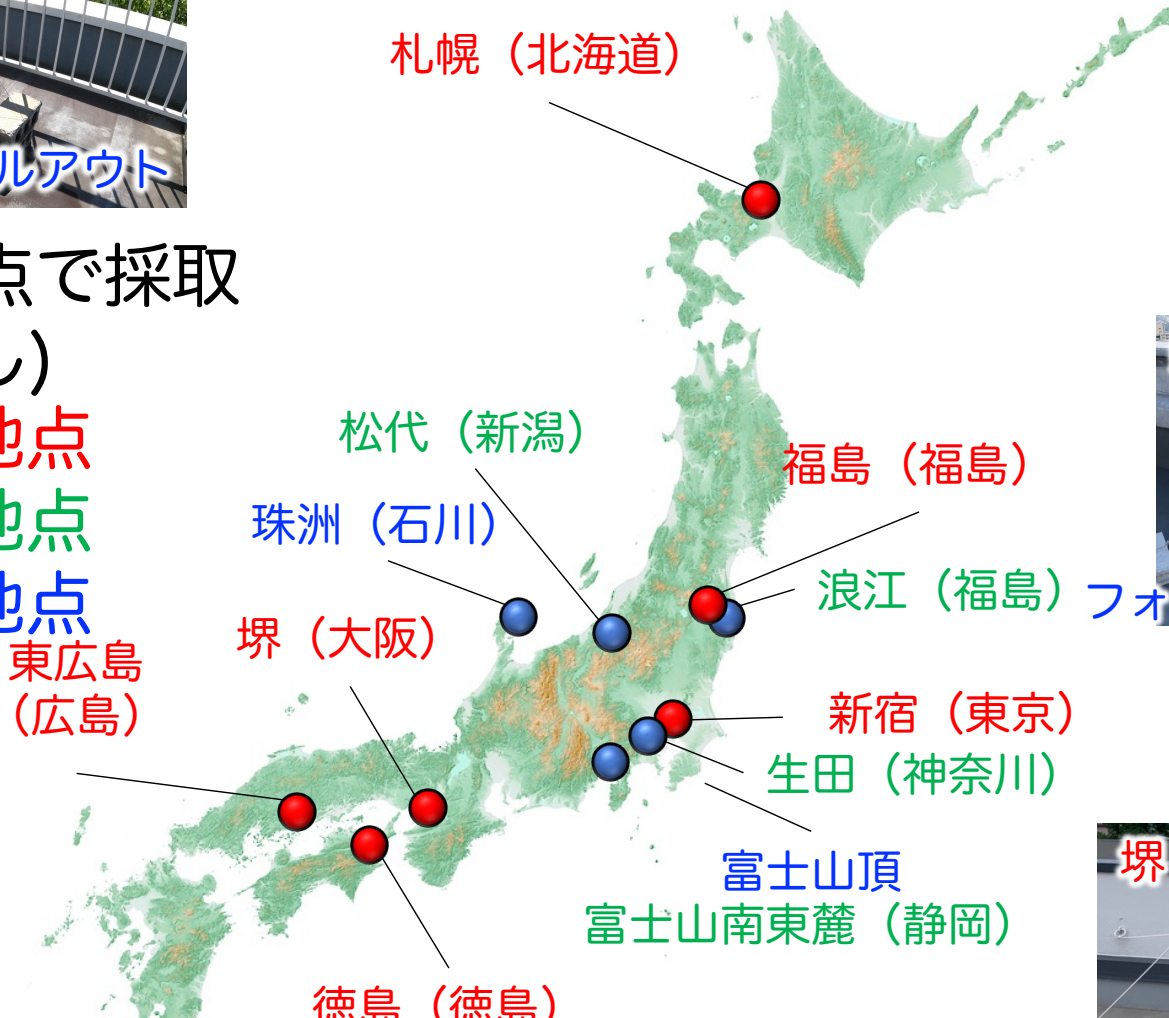 札幌（北海道）
ルアウト
点で採取
し)
地点
松代（新潟）
福島（福島）
地点
珠洲（石川）
地点
浪江（福島）
フォ
堺（大阪）
東広島
（広島）
新宿（東京）
生田（神奈川）
堺
富士山頂
富士山南東麓（静岡）
徳島（徳島）